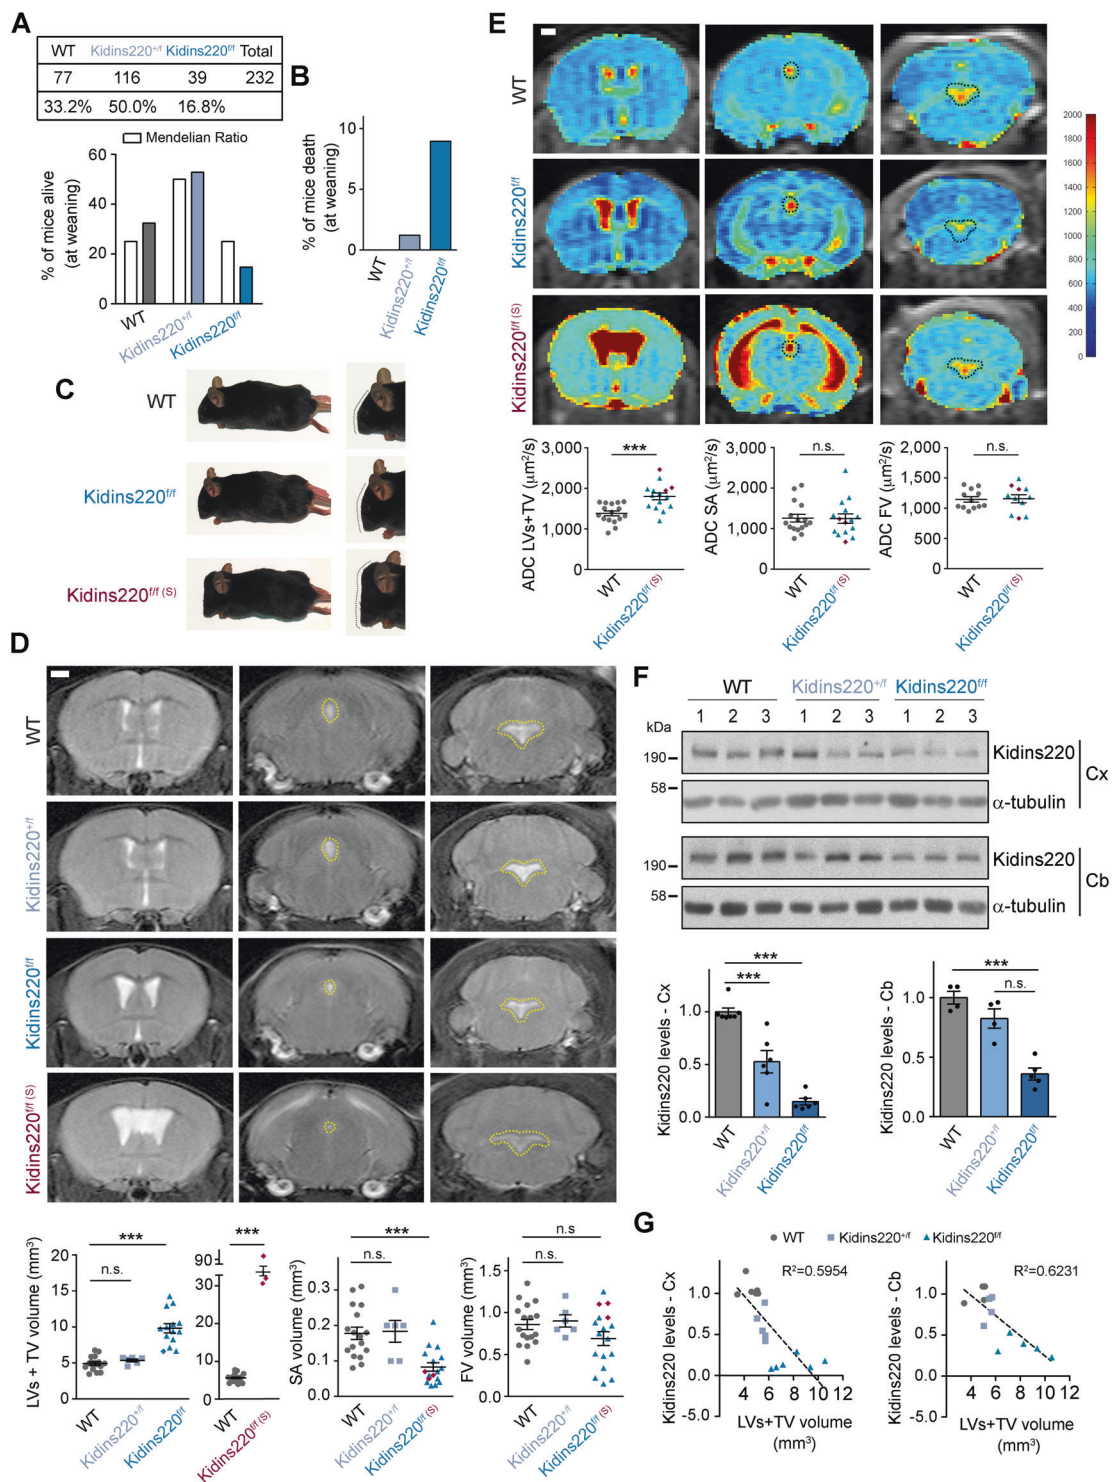 A
WT Kidins220+/f Kidins220f/f Total
77 116 39 232
33.2% 50.0% 16.8%
Mendelian Ratio
% of mice alive
(at weaning)
60
40
20
0
WT
Kidins220+/f
Kidins220f/f
B
% of mice death
(at weaning)
10
5
0
WT
Kidins220+/f
Kidins220f/f
C
WT
Kidins220f/f
Kidins220f/f (S)
D
WT
Kidins220+/f
Kidins220f/f
Kidins220f/f (S)
LVs + TV volume (mm3)
20
15
10
5
0
***
n.s.
WT
Kidins220+/f
Kidins220f/f
90
30
20
10
0
***
WT
Kidins220f/f (S)
SA volume (mm3)
0.3
0.2
0.1
0.0
***
n.s.
WT
Kidins220+/f
Kidins220f/f (S)
FV volume (mm3)
1.5
1.0
0.5
0.0
n.s
n.s.
WT
Kidins220+/f
Kidins220f/f (S)
E
WT
Kidins220f/f
Kidins220f/f (S)
2000
1800
1600
1400
1200
1000
800
600
400
200
0
ADC LVs+TV (μm2/s)
3,000
2,000
1,000
0
***
WT
Kidins220f/f (S)
ADC SA (μm2/s)
3,000
2,000
1,000
0
n.s.
WT
Kidins220f/f (S)
ADC FV (μm2/s)
2,000
1,500
1,000
500
0
n.s.
WT
Kidins220f/f (S)
F
WT Kidins220+/f Kidins220f/f
1 2 3 1 2 3 1 2 3
kDa
190
Kidins220
58
α-tubulin
Cx
190
Kidins220
58
α-tubulin
Cb
Kidins220 levels - Cx
1.0
0.5
0.0
***
***
WT
Kidins220+/f
Kidins220f/f
Kidins220 levels - Cb
1.0
0.5
0.0
***
n.s.
WT
Kidins220+/f
Kidins220f/f
G
WT Kidins220+/f Kidins220f/f
Kidins220 levels - Cx
1.0
0.5
0.0
-5.0
R2=0.5954
4 6 8 10 12
LVs+TV volume
(mm3)
Kidins220 levels - Cb
1.5
1.0
0.5
0.0
-5.0
R2=0.6231
4 6 8 10 12
LVs+TV volume
(mm3)